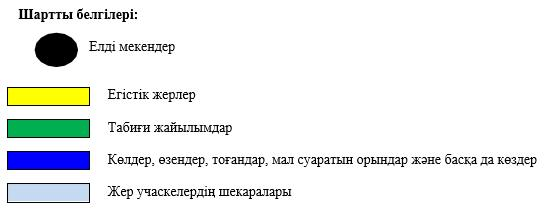 Шартты белгілері:
Елді мекендер
Егістік жерлер
Табиғи жайылымдар
Көлдер, өзендер, тоғандар, мал суаратын орындар және басқа да көздер
Жер учаскелердің шекаралары